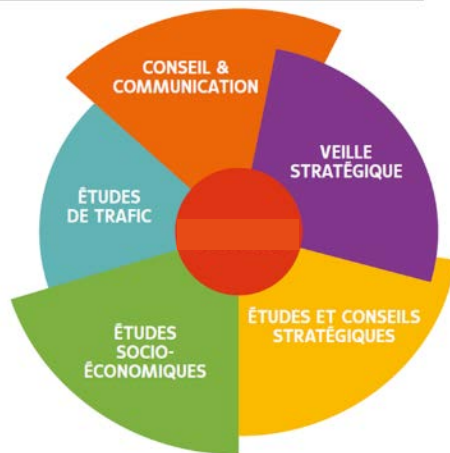 CONSEIL &
COMMUNICATION
VEILLE
STRATÉGIQUE
ÉTUDES
DE TRAFIC
ÉTUDES ET CONSEILS
STRATÉGIQUES
ÉTUDES
SOCIO-
ÉCONOMIQUES